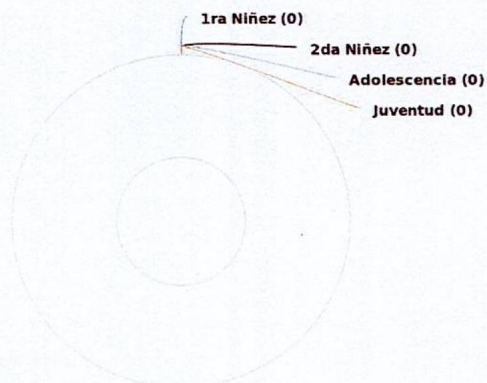 1ra Niñez (0)
2da Niñez (0)
Adolescencia (0)
Juventud (0)